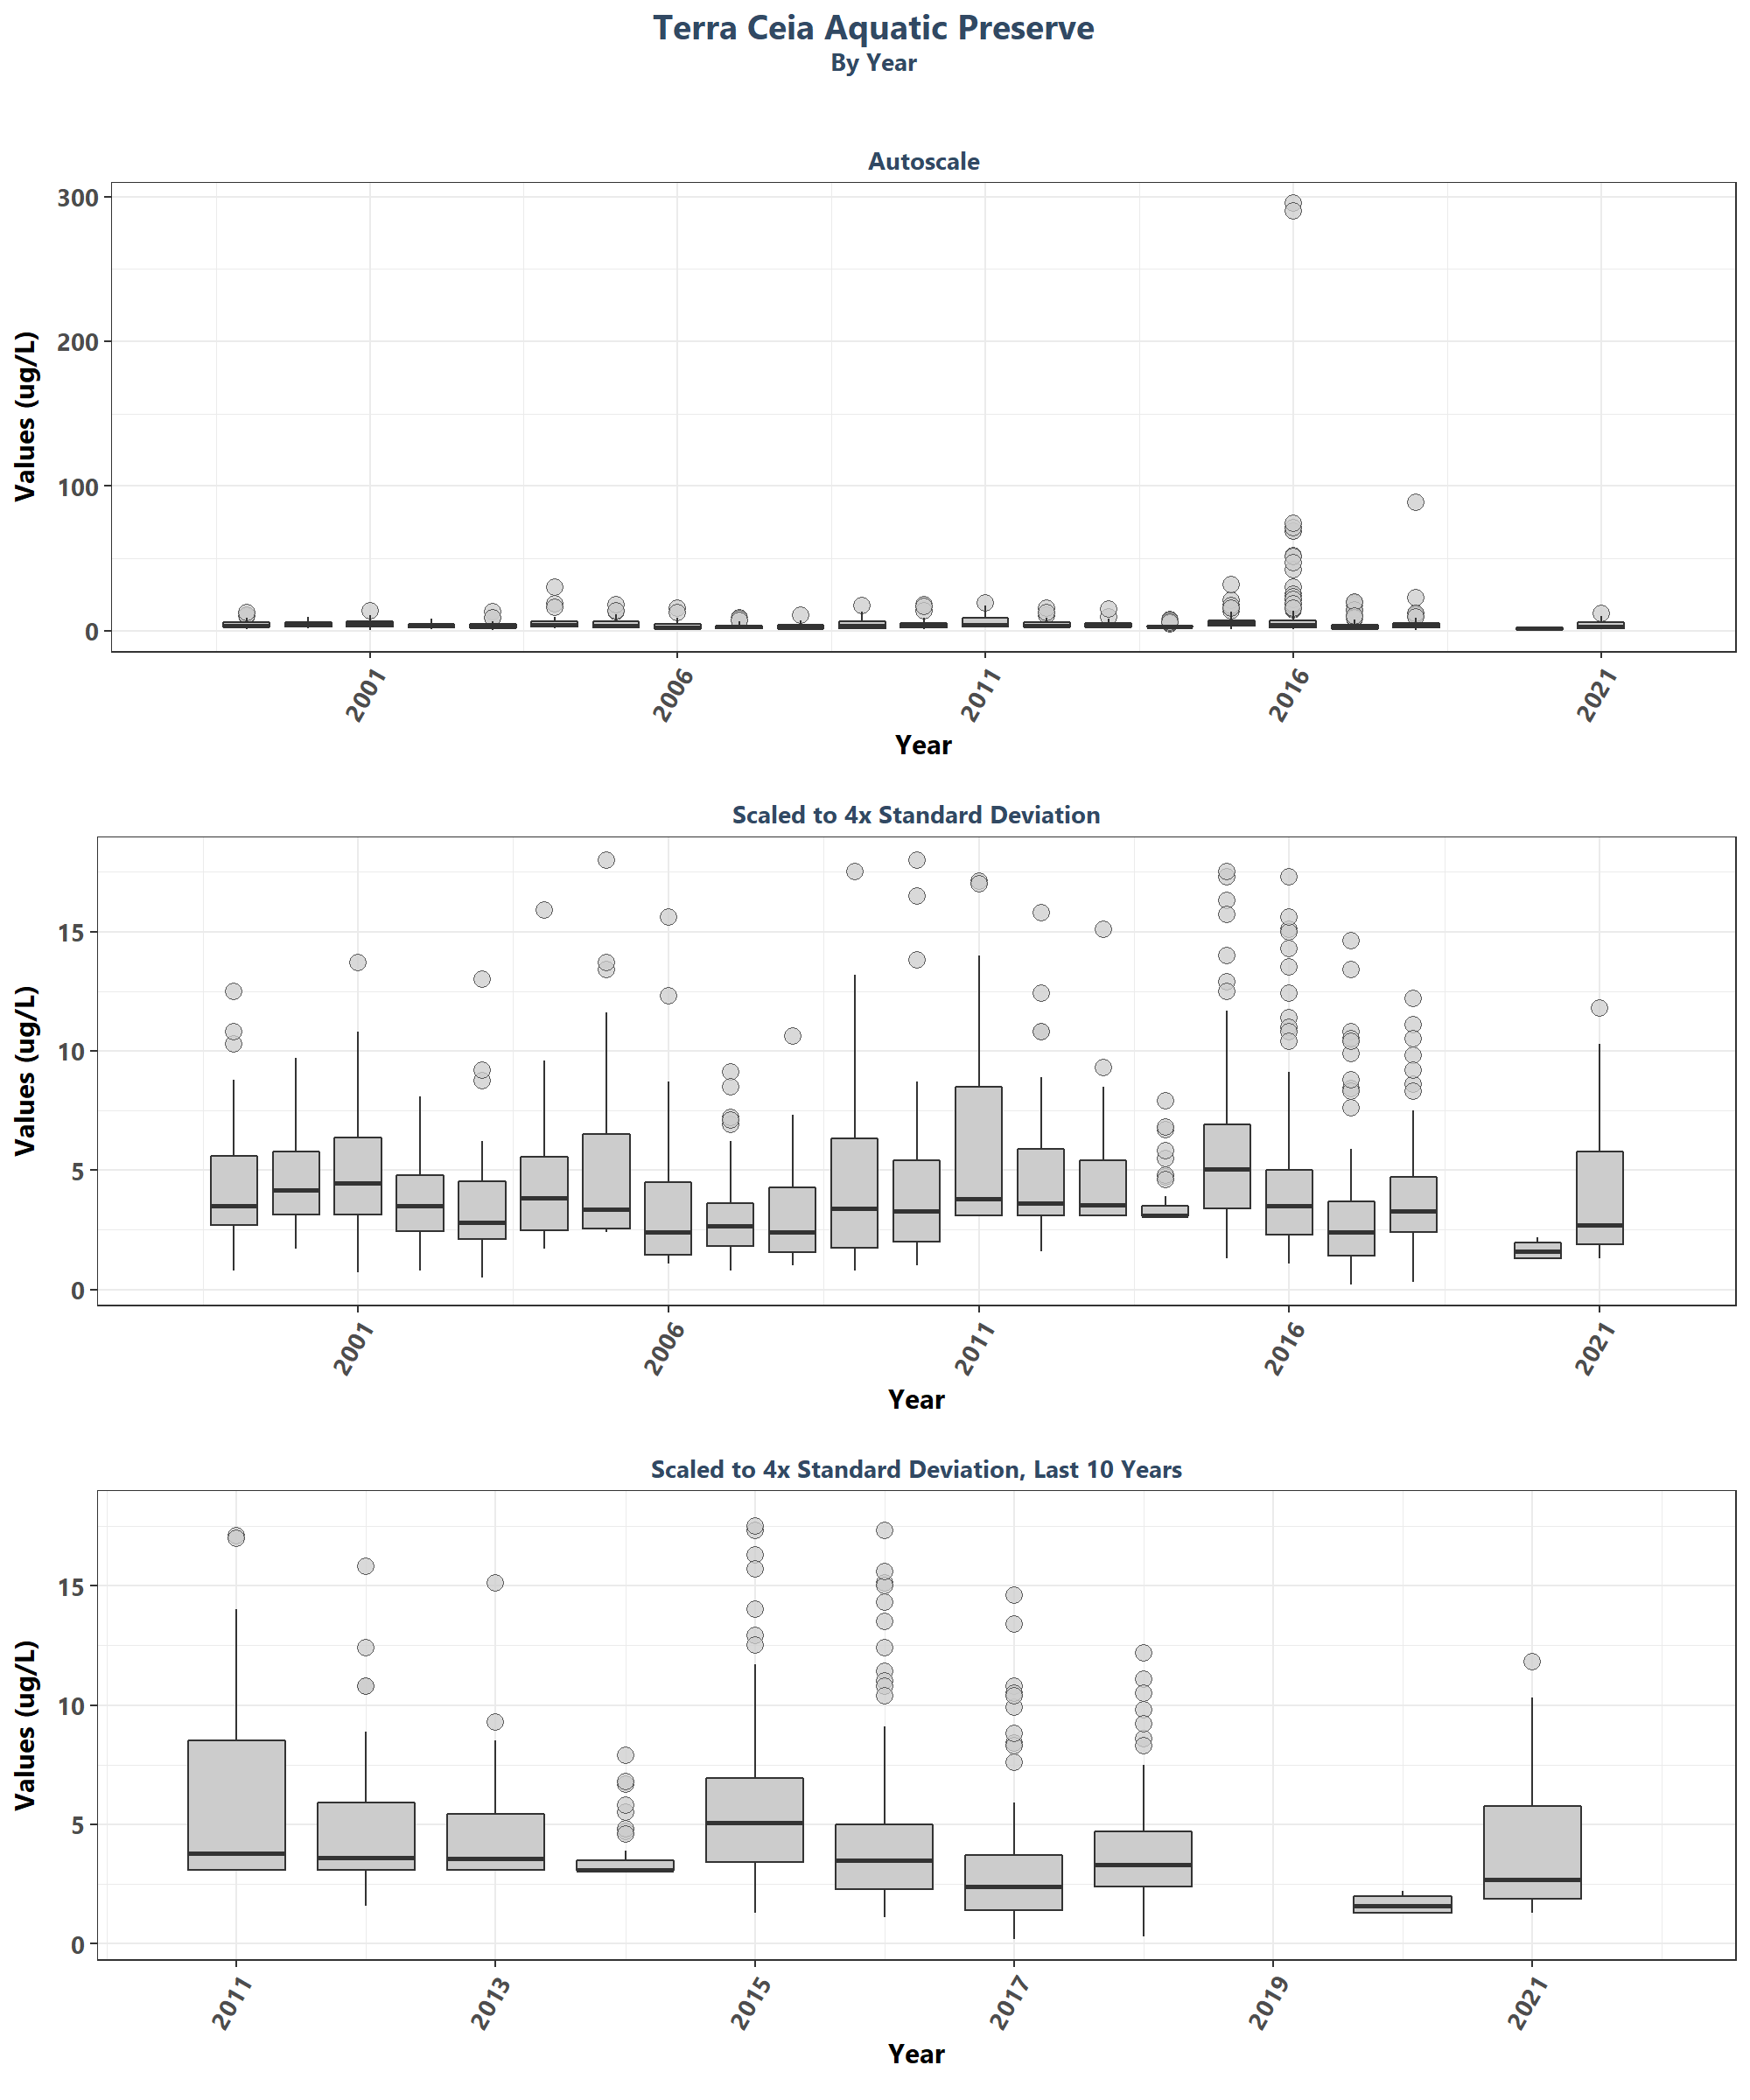 Terra Ceia Aquatic Preserve
By Year
Autoscale
300
200
100
0
Values (ug/L)
2001
2006
2011
2016
2021
Year
Scaled to 4x Standard Deviation
15
10
5
0
Values (ug/L)
2001
2006
2011
2016
2021
Year
Scaled to 4x Standard Deviation, Last 10 Years
15
10
5
0
Values (ug/L)
2011
2013
2015
2017
2019
2021
Year